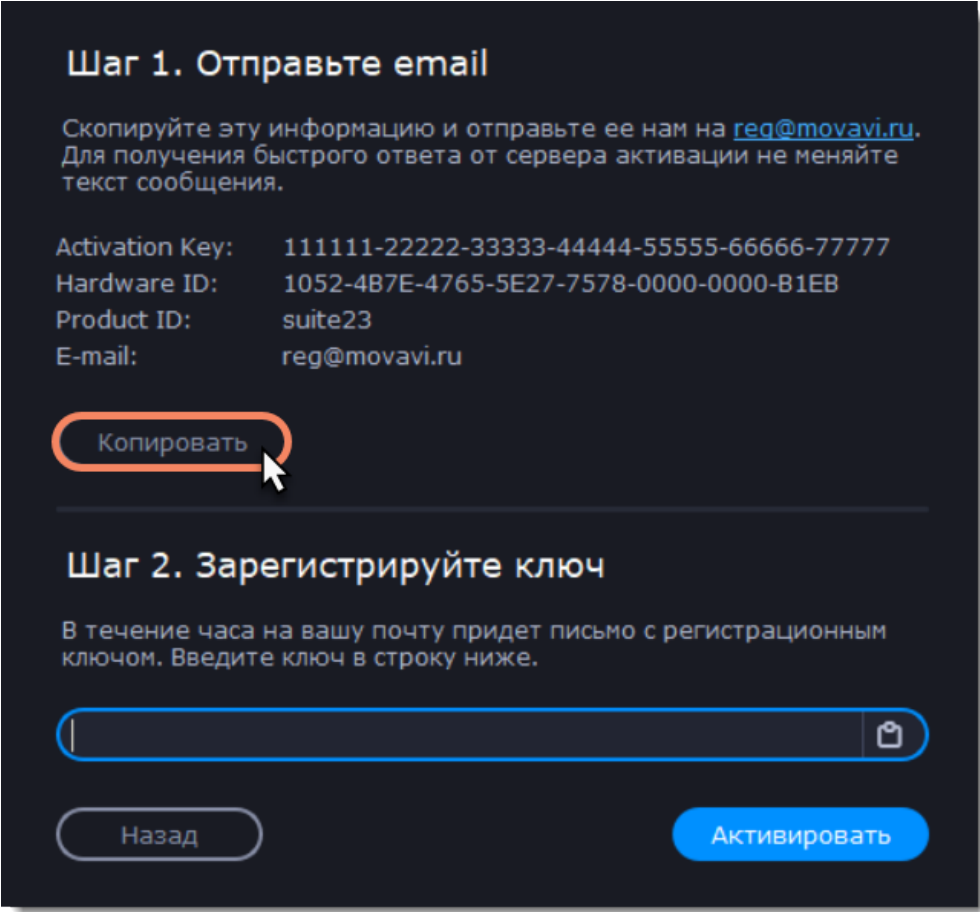 Шаг 1. Отправьте email
Скопируйте эту информацию и отправьте ее нам на reg@movavi.ru.
Для получения быстрого ответа от сервера активации не меняйте
текст сообщения.
Activation Key: 111111-22222-33333-44444-55555-66666-77777
Hardware ID: 1052-4B7E-4765-5E27-7578-0000-0000-B1EB
Product ID: suite23
E-mail: reg@movavi.ru
Копировать
Шаг 2. Зарегистрируйте ключ
В течение часа на вашу почту придет письмо с регистрационным
ключом. Введите ключ в строку ниже.
Назад
Активировать